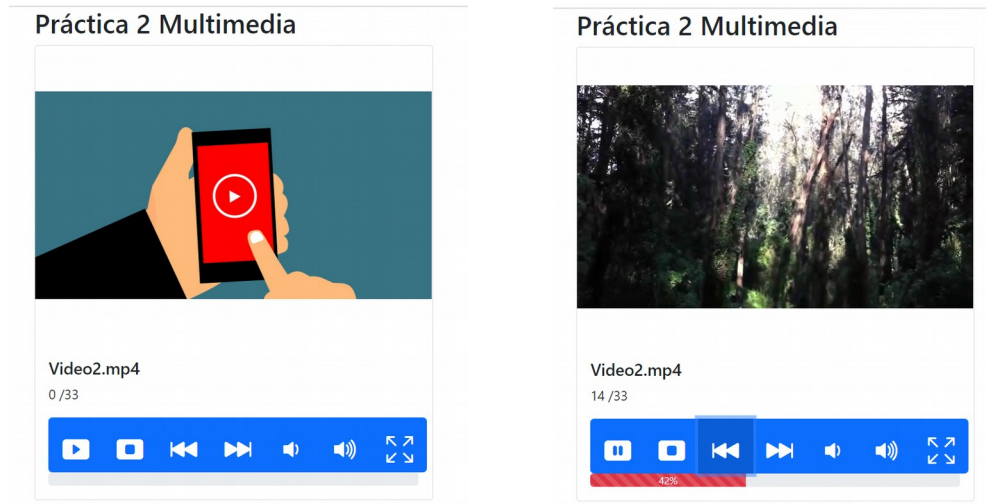 Práctica 2 Multimedia
Video2.mp4
0 /33
Práctica 2 Multimedia
Video2.mp4
14 /33
42%